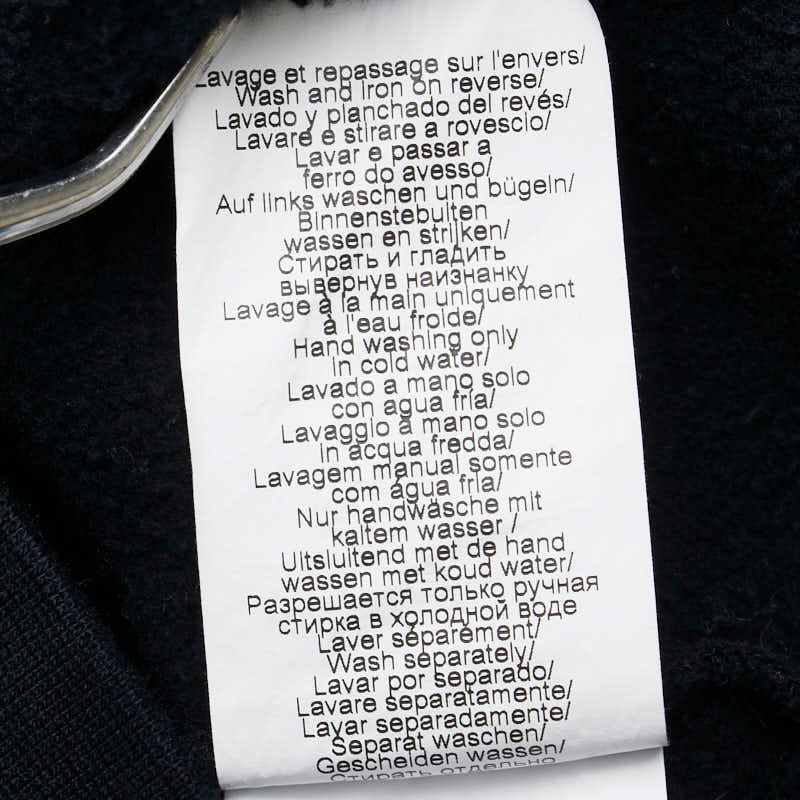 Lavage et repassage sur l'envers/
Wash and iron on reverse/
Lavado y planchado del revés/
Lavare e stirare a rovescio/
Lavar e passar a
ferro do avesso/
Auf links waschen und bügeln/
Binnenstebuiten
wassen en strijken/
Стирать и гладить
вывернув наизнанку
Lavage à la main uniquement
à l'eau froide/
Hand washing only
in cold water/
Lavado a mano solo
con agua fría/
Lavaggio a mano solo
in acqua fredda/
Lavagem manual somente
com água fria/
Nur handwäsche mit
kaltem wasser /
Uitsluitend met de hand
wassen met koud water/
Разрешается только ручная
стирка в холодной воде
Laver séparément/
Wash separately/
Lavar por separado/
Lavare separatamente/
Lavar separadamente/
Separat waschen/
Gescheiden wassen/
Стирать отдельно